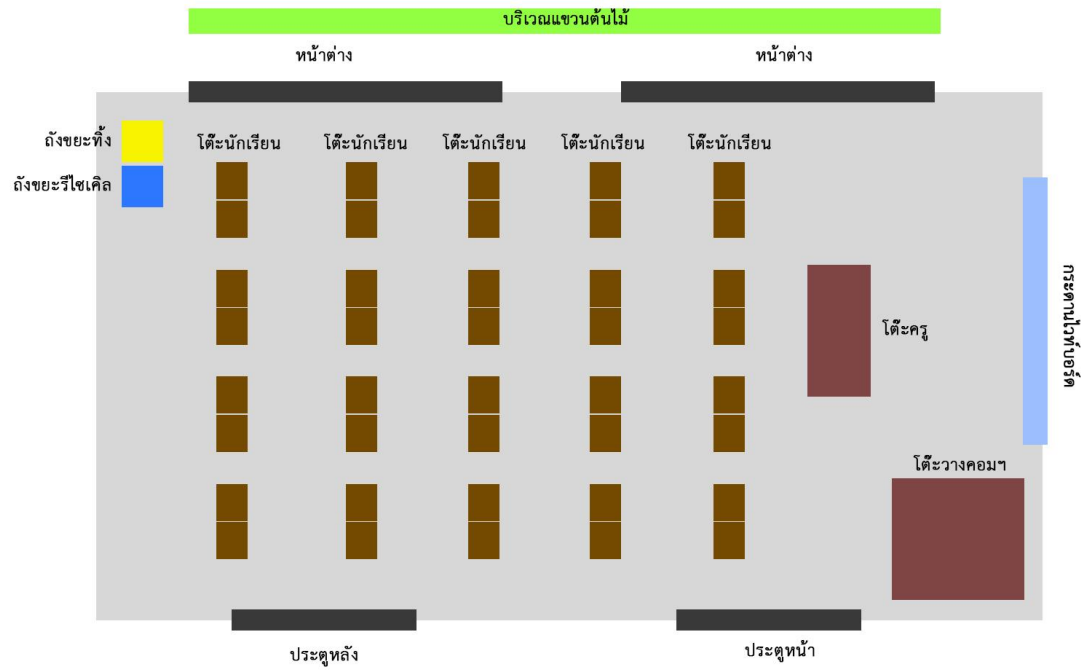 บริเวณแขวนต้นไม้
หน้าต่าง
หน้าต่าง
ถังขยะทิ้ง
ถังขยะรีไซเคิล
โต๊ะนักเรียน
โต๊ะนักเรียน
โต๊ะนักเรียน
โต๊ะนักเรียน
โต๊ะนักเรียน
โต๊ะครู
กระดานไวท์บอร์ด
โต๊ะวางคอมฯ
ประตูหลัง
ประตูหน้า